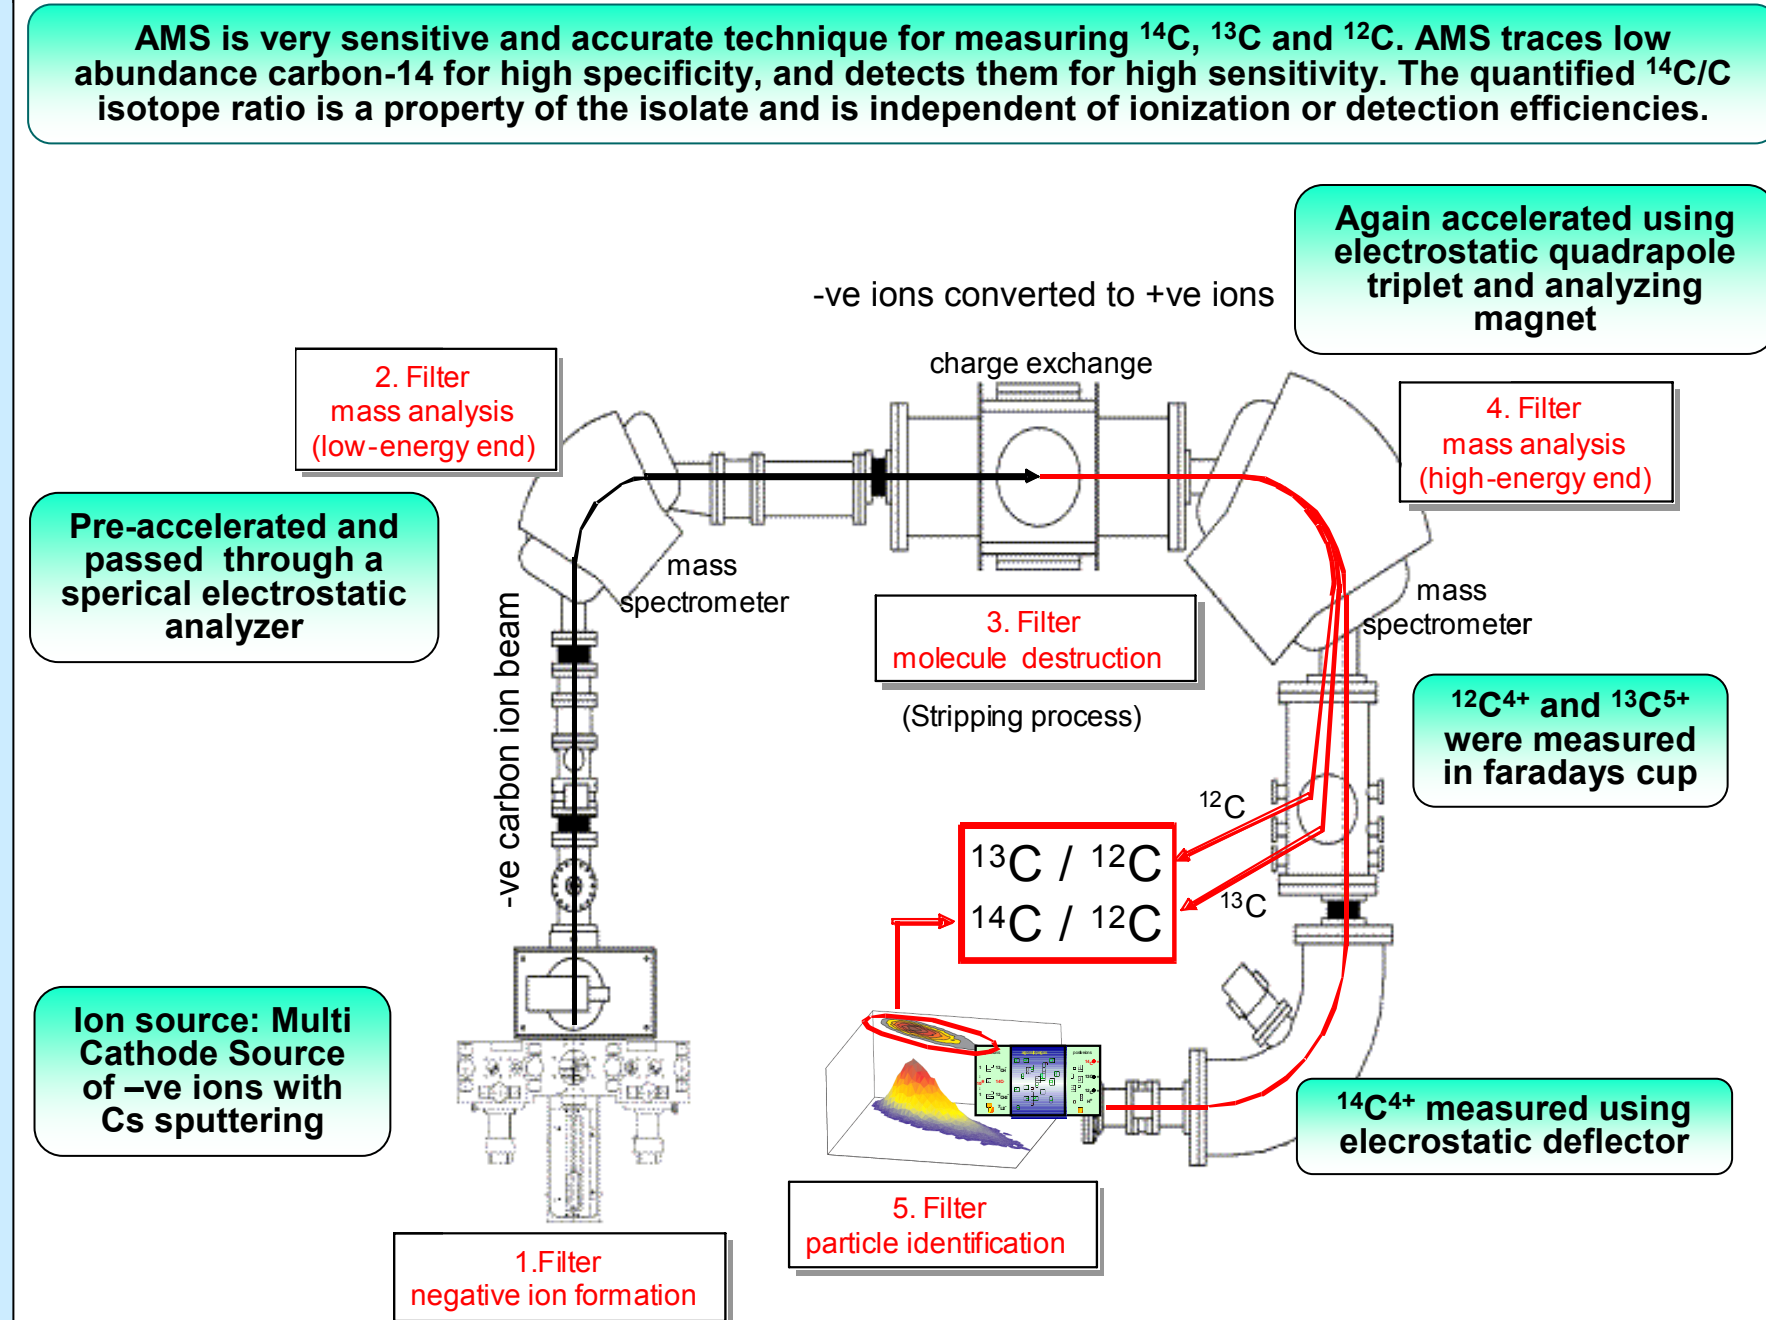 AMS is very sensitive and accurate technique for measuring ¹⁴C, ¹³C and ¹²C. AMS traces low
abundance carbon-14 for high specificity, and detects them for high sensitivity. The quantified ¹⁴C/C
isotope ratio is a property of the isolate and is independent of ionization or detection efficiencies.
Again accelerated using
electrostatic quadrapole
triplet and analyzing
magnet
-ve ions converted to +ve ions
charge exchange
2. Filter
mass analysis
(low-energy end)
4. Filter
mass analysis
(high-energy end)
Pre-accelerated and
passed through a
sperical electrostatic
analyzer
mass
spectrometer
-ve carbon ion beam
3. Filter
molecule destruction
(Stripping process)
mass
spectrometer
¹²C⁴⁺ and ¹³C⁵⁺
were measured
in faradays cup
¹²C
¹³C / ¹²C
¹⁴C / ¹²C
¹³C
Ion source: Multi
Cathode Source
of –ve ions with
Cs sputtering
¹⁴C⁴⁺ measured using
elecrostatic deflector
5. Filter
particle identification
1.Filter
negative ion formation